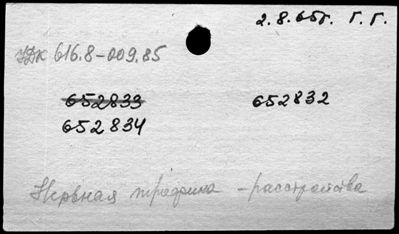 2.8.65г. Г.Г.
УДК 616.8-009.85
652833 652832
652834
Нервная трофика - расстройства